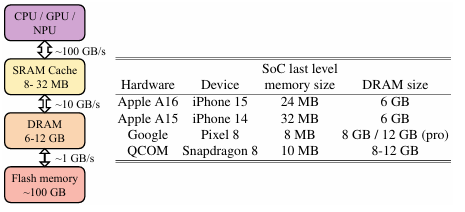 CPU / GPU /
NPU
~100 GB/s
SRAM Cache
8- 32 MB
~10 GB/s
DRAM
6-12 GB
~1 GB/s
Flash memory
~100 GB
SoC last level
Hardware Device memory size DRAM size
Apple A16 iPhone 15 24 MB 6 GB
Apple A15 iPhone 14 32 MB 6 GB
Google Pixel 8 8 MB 8 GB / 12 GB (pro)
QCOM Snapdragon 8 10 MB 8-12 GB